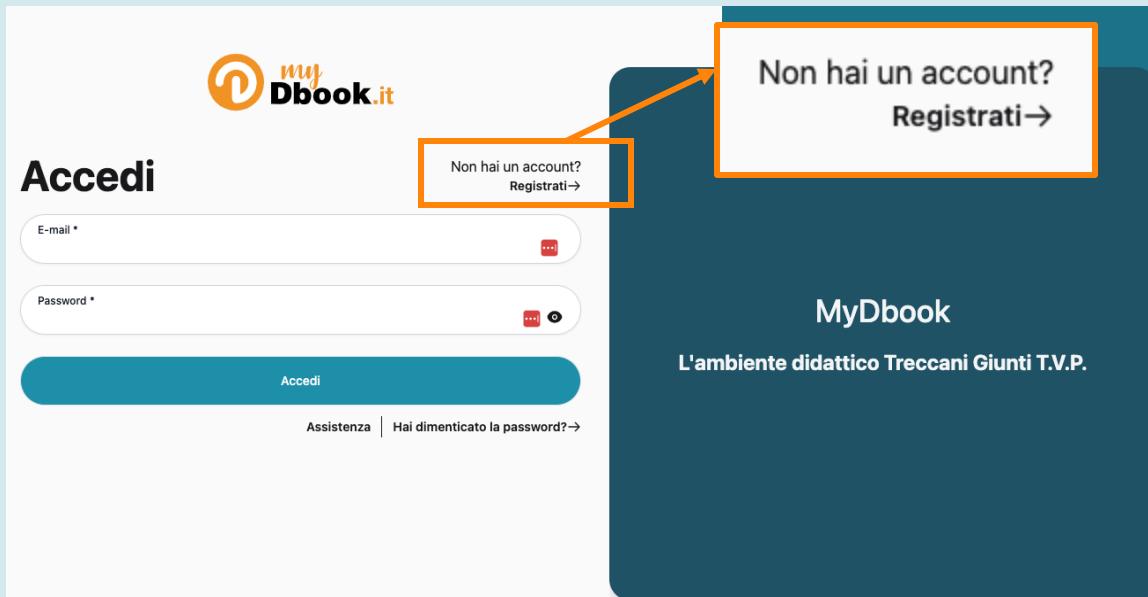 my
Dbook.it
Non hai un account?
Registrati→
Accedi
Non hai un account?
Registrati→
E-mail *
Password *
Accedi
Assistenza | Hai dimenticato la password?→
MyDbook
L'ambiente didattico Treccani Giunti T.V.P.